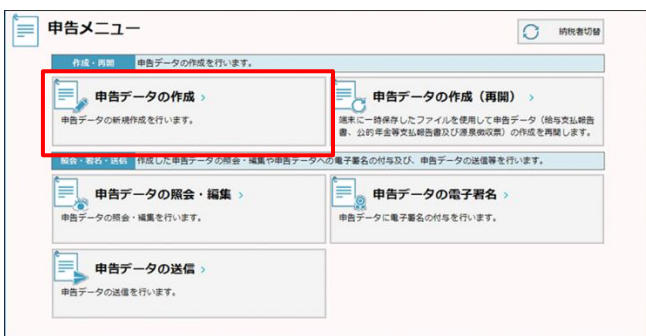 申告メニュー
納税者切替
作成・再開 申告データの作成を行います。
申告データの作成 >
申告データの新規作成を行います。
申告データの作成（再開） >
端末に一時保存したファイルを使用して申告データ（給与支払報告
書、公的年金等支払報告書及び源泉徴収票）の作成を再開します。
照会・署名・送信 作成した申告データの照会・編集や申告データへの電子署名の付与及び、申告データの送信等を行います。
申告データの照会・編集 >
申告データの照会・編集を行います。
申告データの電子署名 >
申告データに電子署名の付与を行います。
申告データの送信 >
申告データの送信を行います。